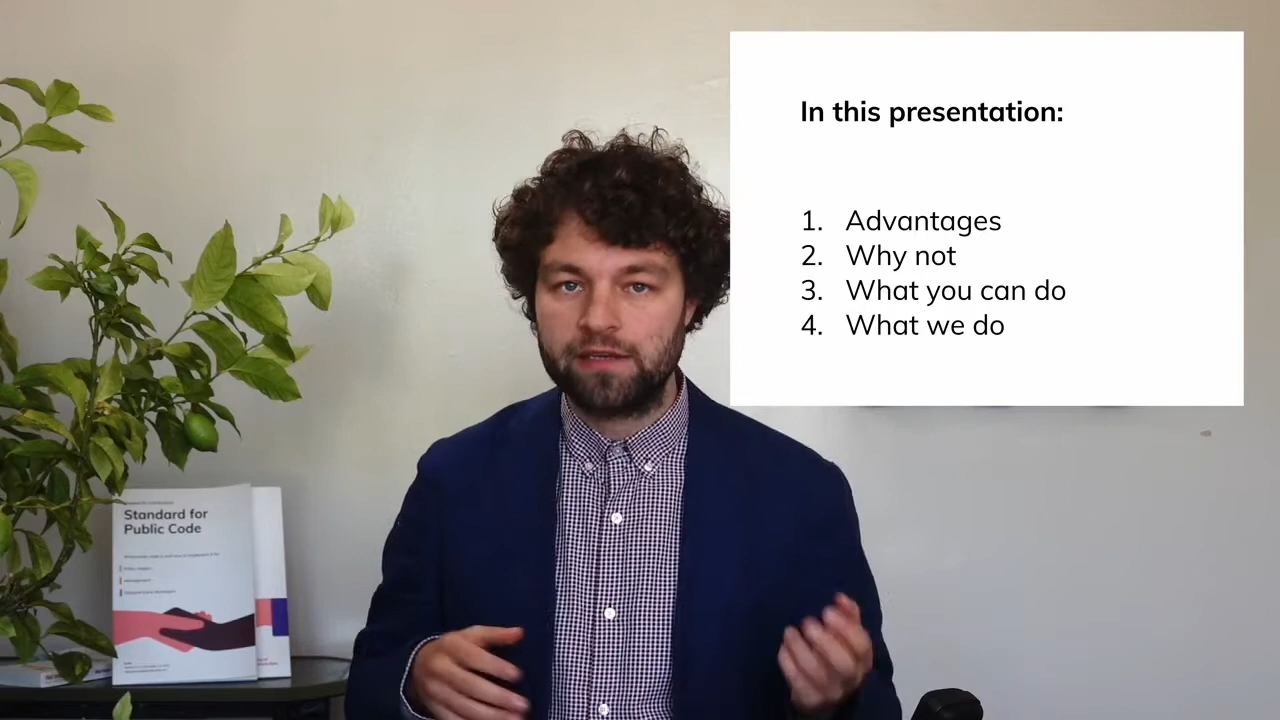 In this presentation:
1. Advantages
2. Why not
3. What you can do
4. What we do
Standard for
Public Code